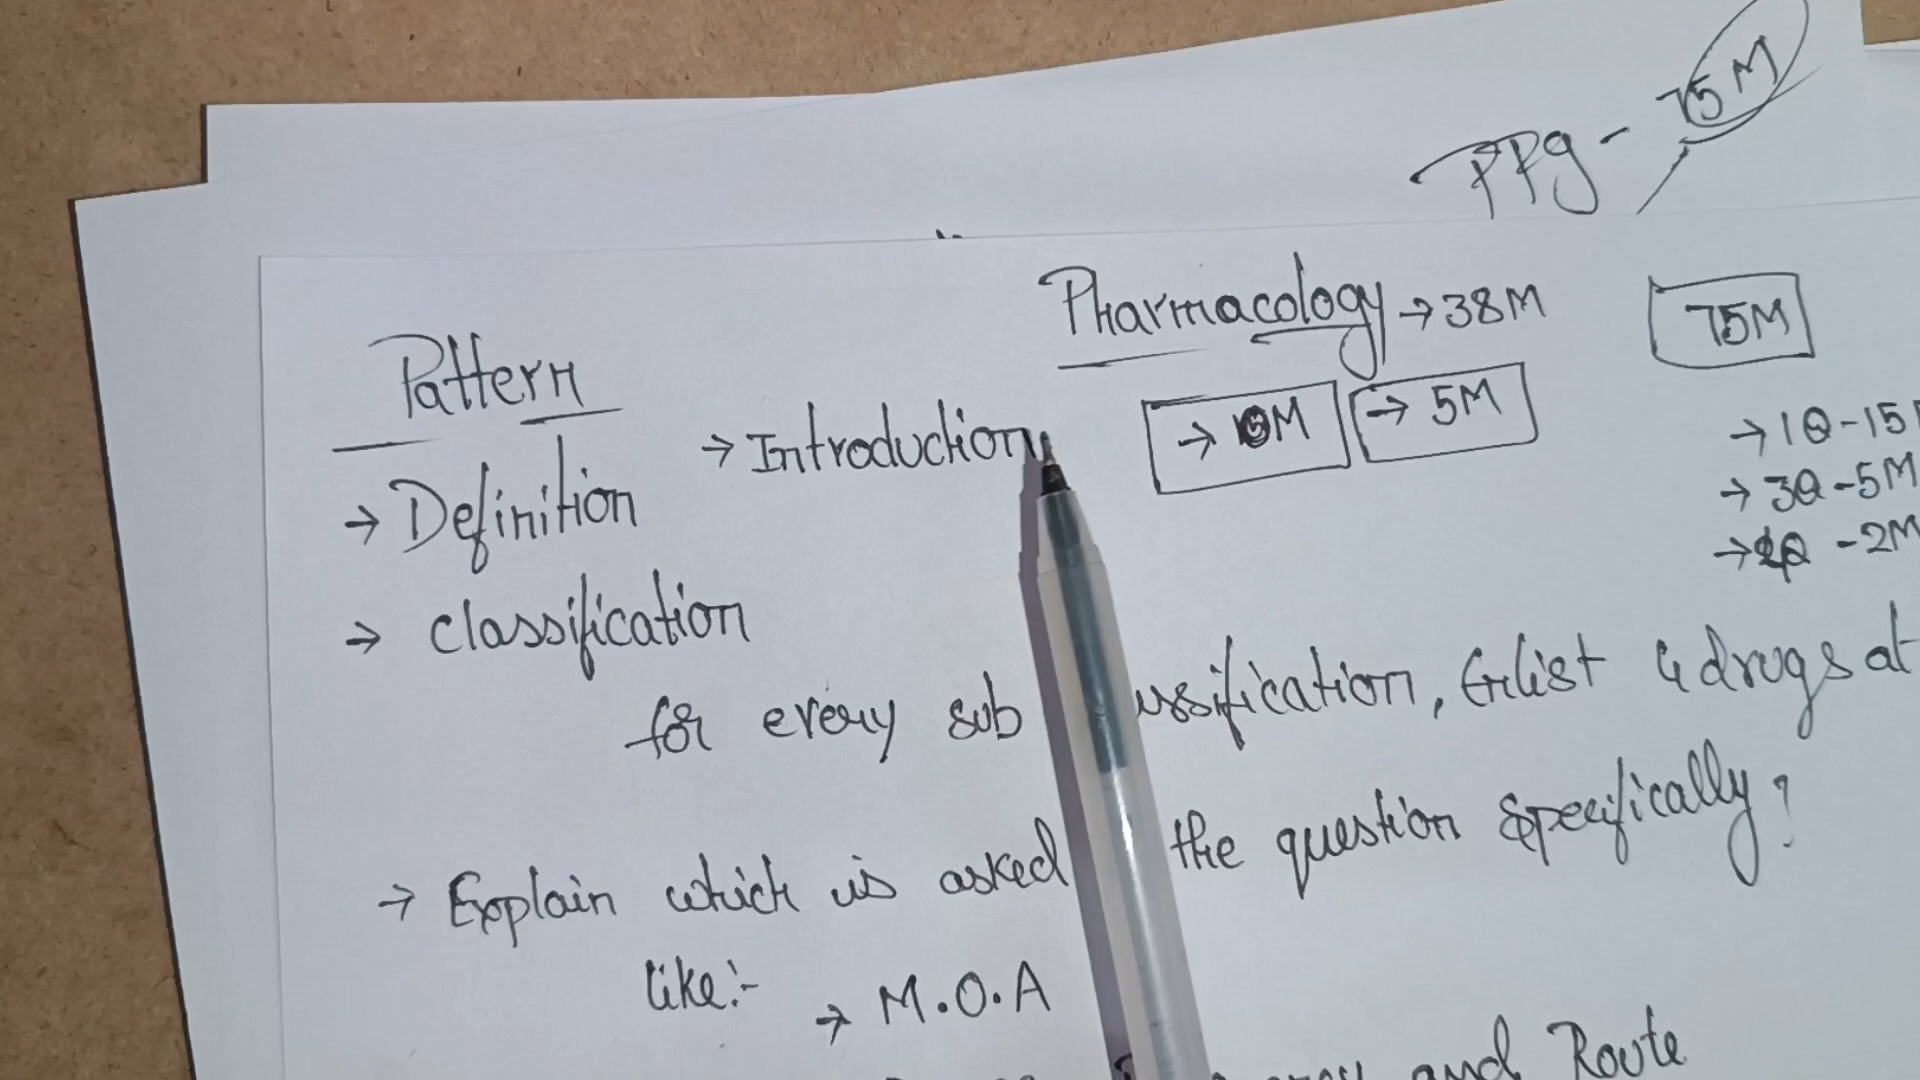 PPg - 75M
Pharmacology → 38M
75M
Pattern
→ Introduction
→ M
→ 5M
→ 1Q - 15
→ 3Q - 5M
→ Q - 2M
→ Definition
→ classification
for every sub ssification, Enlist 4 drugs at
→ Explain which is asked the question specifically?
like:-
→ M.O.A
and Route